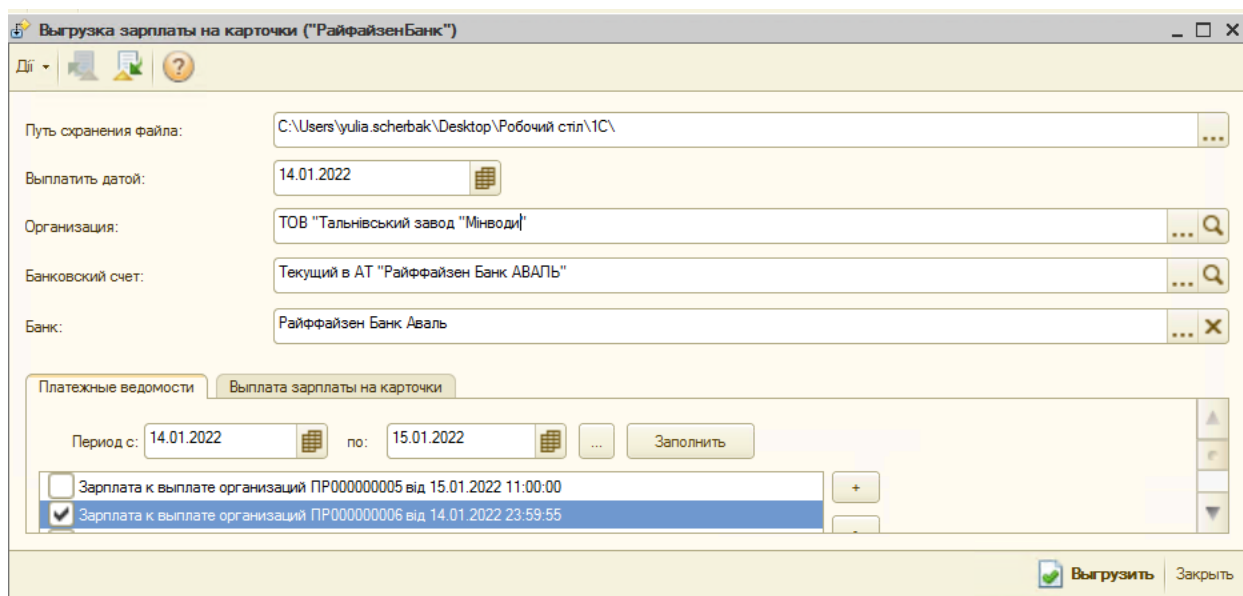 Выгрузка зарплаты на карточки ("РайфайзенБанк")
Дії
Путь схранения файла: C:\Users\yulia.scherbak\Desktop\Робочий стіл\1С\ ...
Выплатить датой: 14.01.2022
Организация: ТОВ "Тальнівський завод "Мінводи" ...
Банковский счет: Текущий в АТ "Райффайзен Банк АВАЛЬ" ...
Банк: Райффайзен Банк Аваль ...
Платежные ведомости Выплата зарплаты на карточки
Период с: 14.01.2022 по: 15.01.2022 ... Заполнить
Зарплата к выплате организаций ПР000000005 від 15.01.2022 11:00:00 +
Зарплата к выплате организаций ПР000000006 від 14.01.2022 23:59:55
Выгрузить Закрыть